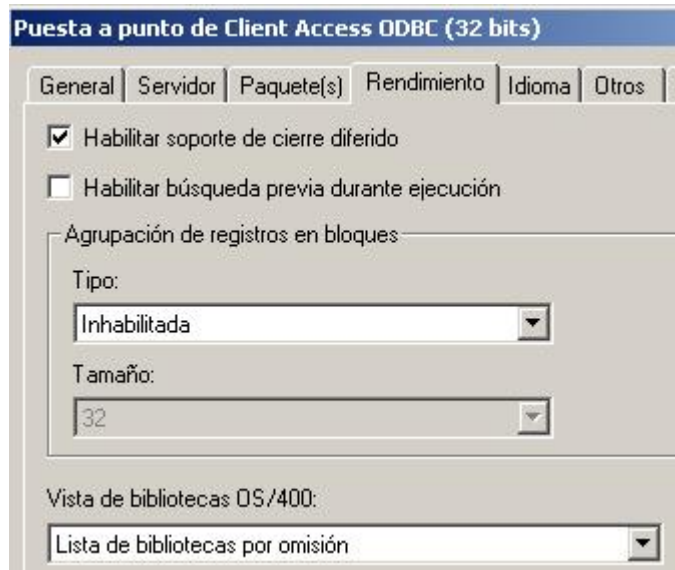 Puesta a punto de Client Access ODBC (32 bits)
General Servidor Paquete(s) Rendimiento Idioma Otros
Habilitar soporte de cierre diferido
Habilitar búsqueda previa durante ejecución
Agrupación de registros en bloques
Tipo:
Inhabilitada
Tamaño:
32
Vista de bibliotecas OS/400:
Lista de bibliotecas por omisión